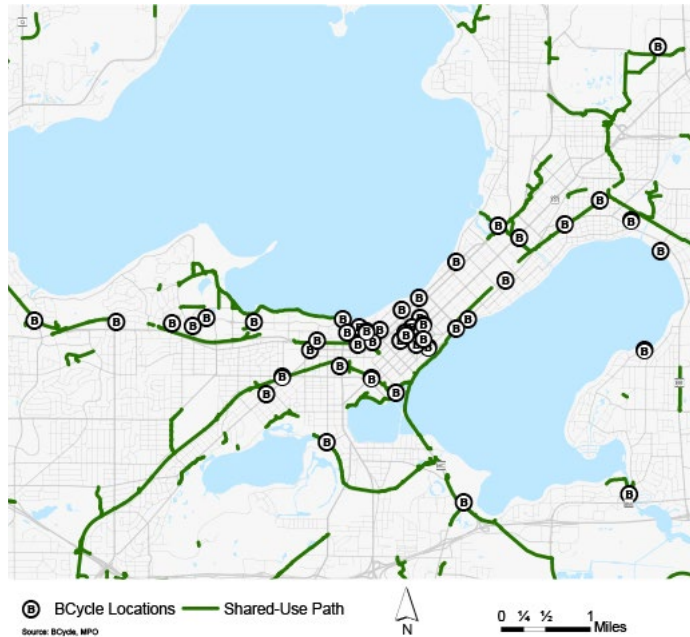 B BCycle Locations Shared-Use Path
Source: BCycle, MPO
N
0 ¼ ½ 1
Miles